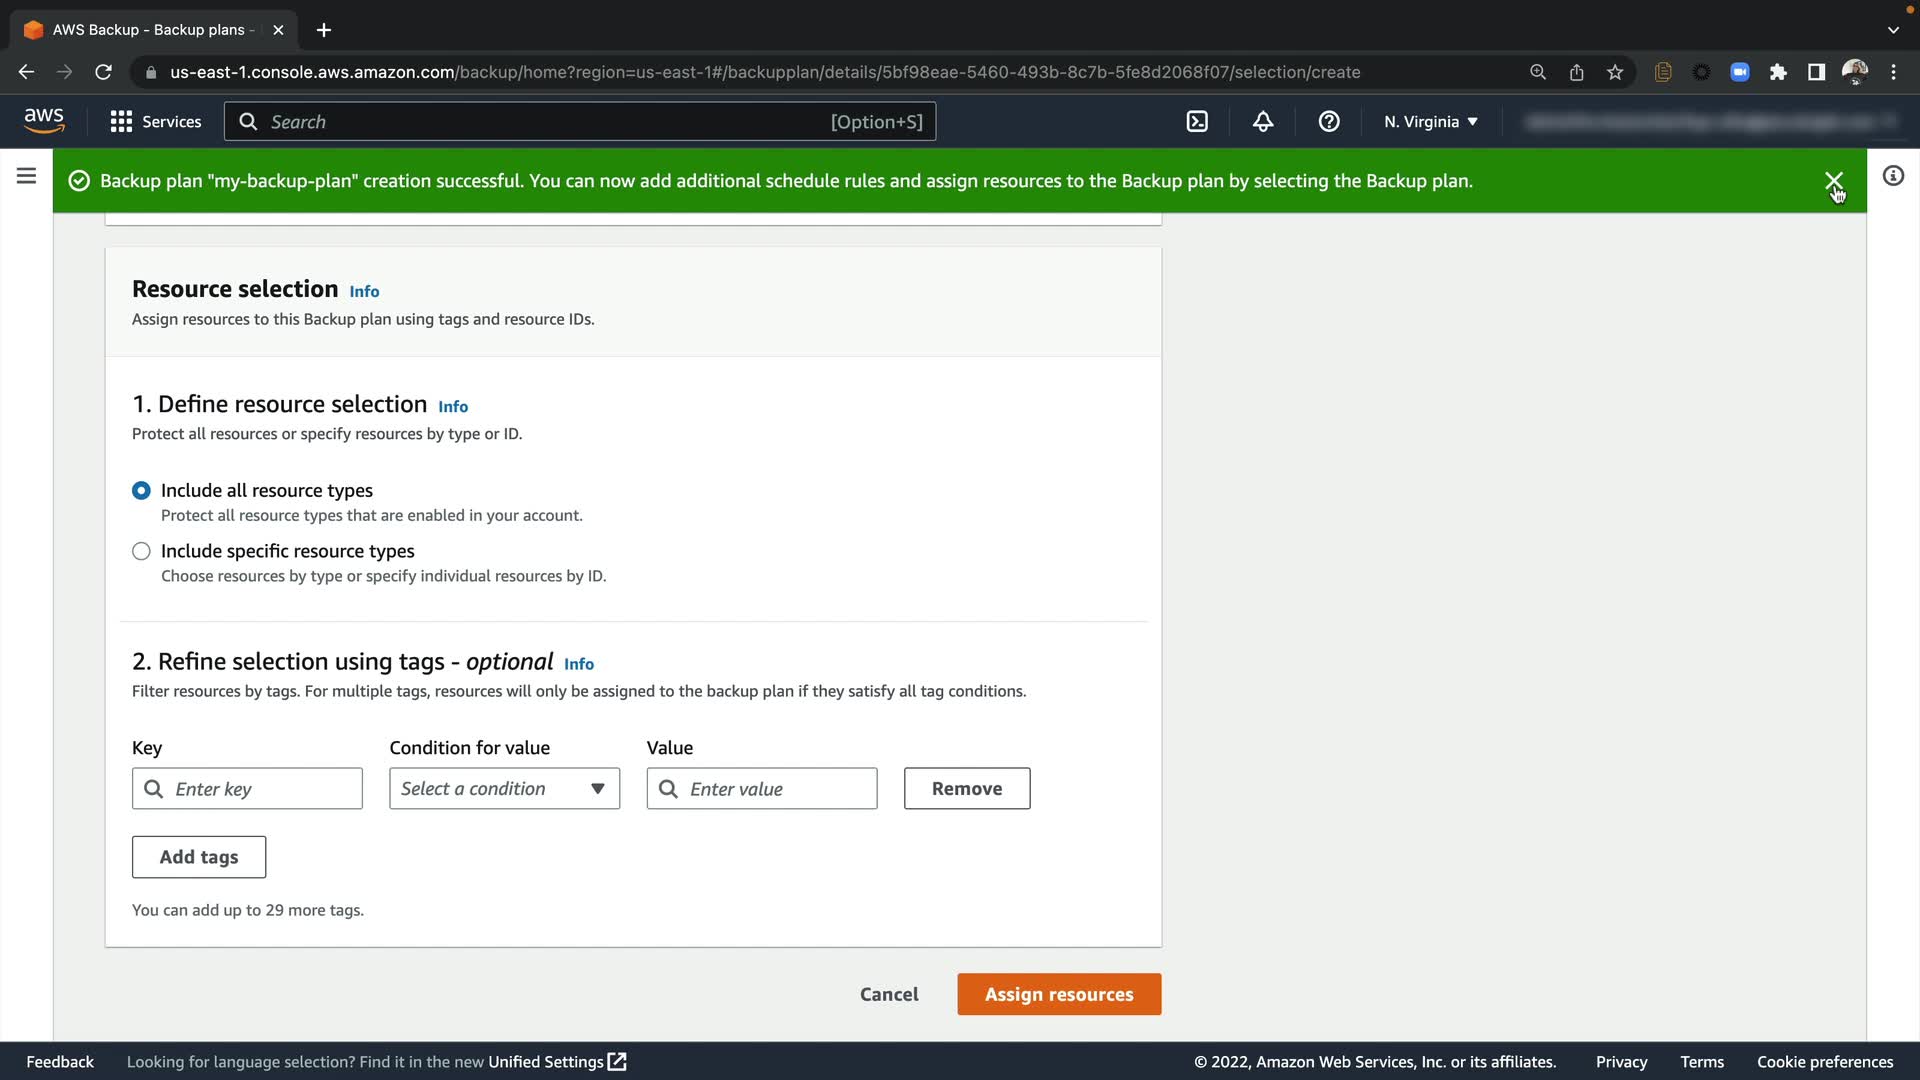 AWS Backup - Backup plans -
us-east-1.console.aws.amazon.com/backup/home?region=us-east-1#/backupplan/details/5bf98eae-5460-493b-8c7b-5fe8d2068f07/selection/create
aws Services Search [Option+S] N. Virginia
Backup plan "my-backup-plan" creation successful. You can now add additional schedule rules and assign resources to the Backup plan by selecting the Backup plan.
Resource selection Info
Assign resources to this Backup plan using tags and resource IDs.
1. Define resource selection Info
Protect all resources or specify resources by type or ID.
Include all resource types
Protect all resource types that are enabled in your account.
Include specific resource types
Choose resources by type or specify individual resources by ID.
2. Refine selection using tags - optional Info
Filter resources by tags. For multiple tags, resources will only be assigned to the backup plan if they satisfy all tag conditions.
Key Condition for value Value
Enter key Select a condition Enter value Remove
Add tags
You can add up to 29 more tags.
Cancel Assign resources
Feedback Looking for language selection? Find it in the new Unified Settings © 2022, Amazon Web Services, Inc. or its affiliates. Privacy Terms Cookie preferences